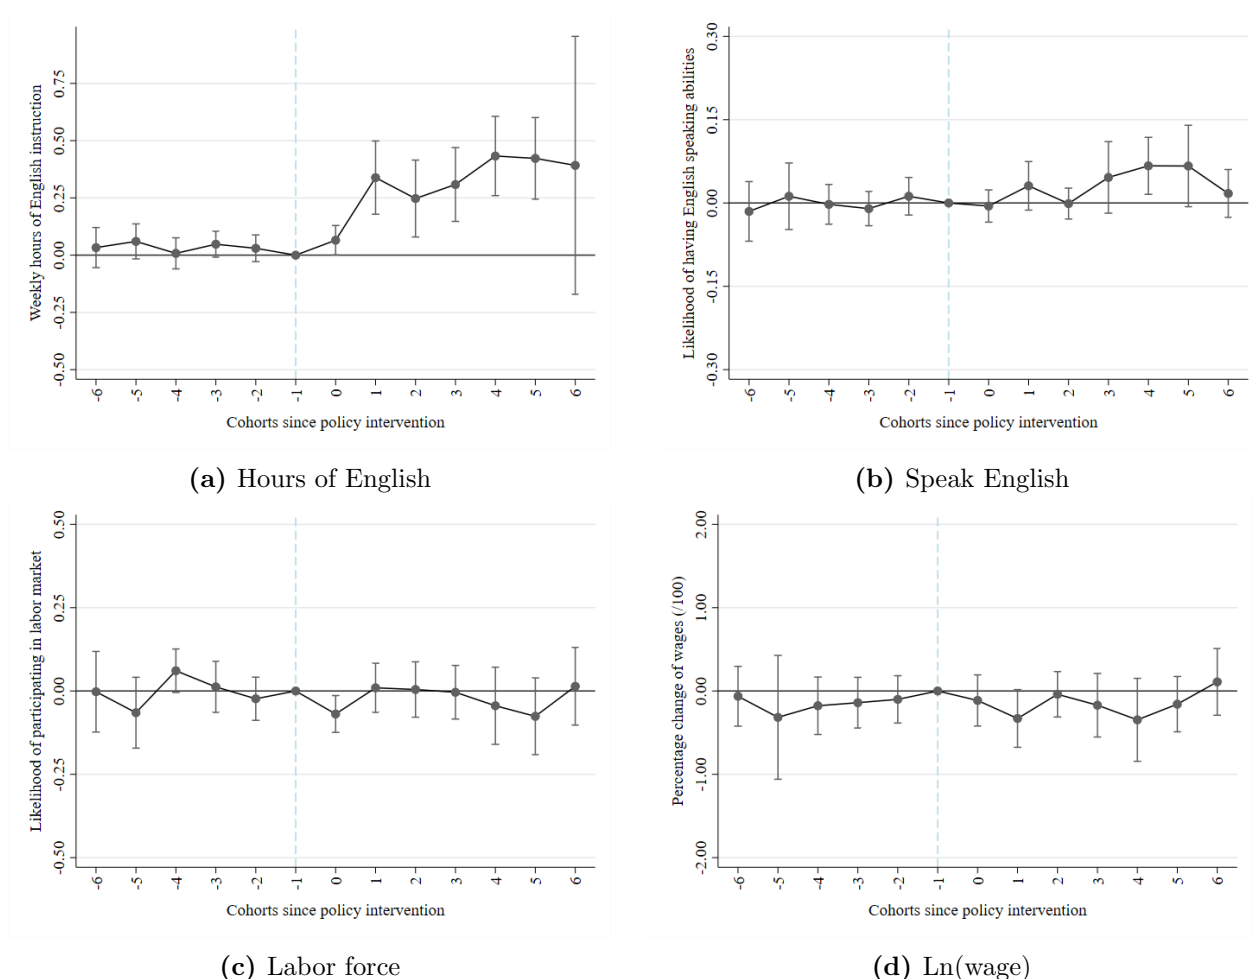 Weekly hours of English instruction
0.75
0.50
0.25
0.00
-0.25
-0.50
-6 -5 -4 -3 -2 -1 0 1 2 3 4 5 6
Cohorts since policy intervention
(a) Hours of English
Likelihood of having English speaking abilities
0.30
0.15
0.00
-0.15
-0.30
-6 -5 -4 -3 -2 -1 0 1 2 3 4 5 6
Cohorts since policy intervention
(b) Speak English
Likelihood of participating in labor market
0.50
0.25
0.00
-0.25
-0.50
-6 -5 -4 -3 -2 -1 0 1 2 3 4 5 6
Cohorts since policy intervention
(c) Labor force
Percentage change of wages (/100)
2.00
1.00
0.00
-1.00
-2.00
-6 -5 -4 -3 -2 -1 0 1 2 3 4 5 6
Cohorts since policy intervention
(d) Ln(wage)